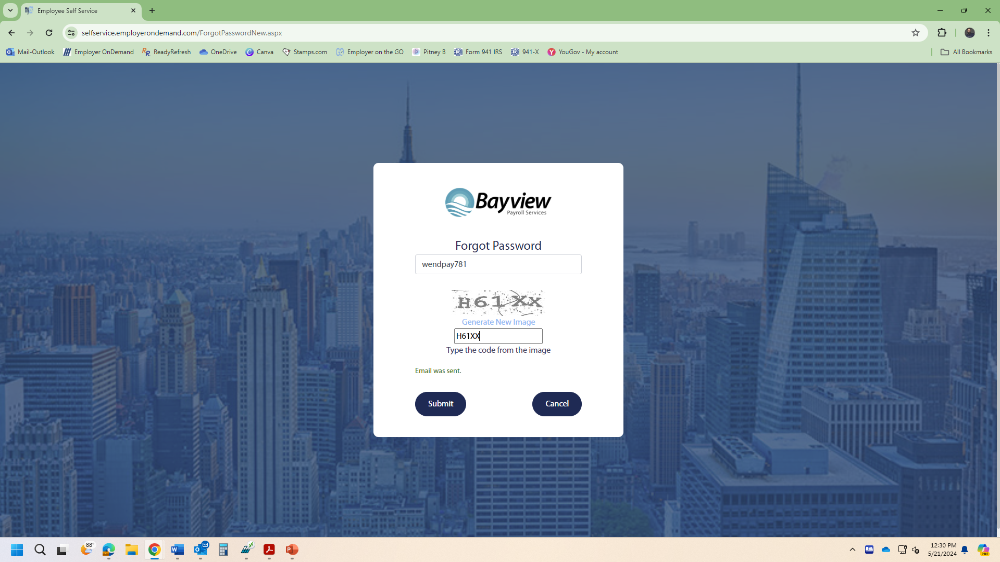 Employee Self Service
selfservice.employerondemand.com/ForgotPasswordNew.aspx
Mail-Outlook
Employer OnDemand
ReadyRefresh
OneDrive
Canva
Stamps.com
Employer on the GO
Pitney B
Form 941 IRS
941-X
YouGov - My account
All Bookmarks
Bayview
Payroll Services
Forgot Password
wendpay781
H61XX
Generate New Image
H61XX
Type the code from the image
Email was sent.
Submit
Cancel
88°
12:30 PM
5/21/2024
PRE